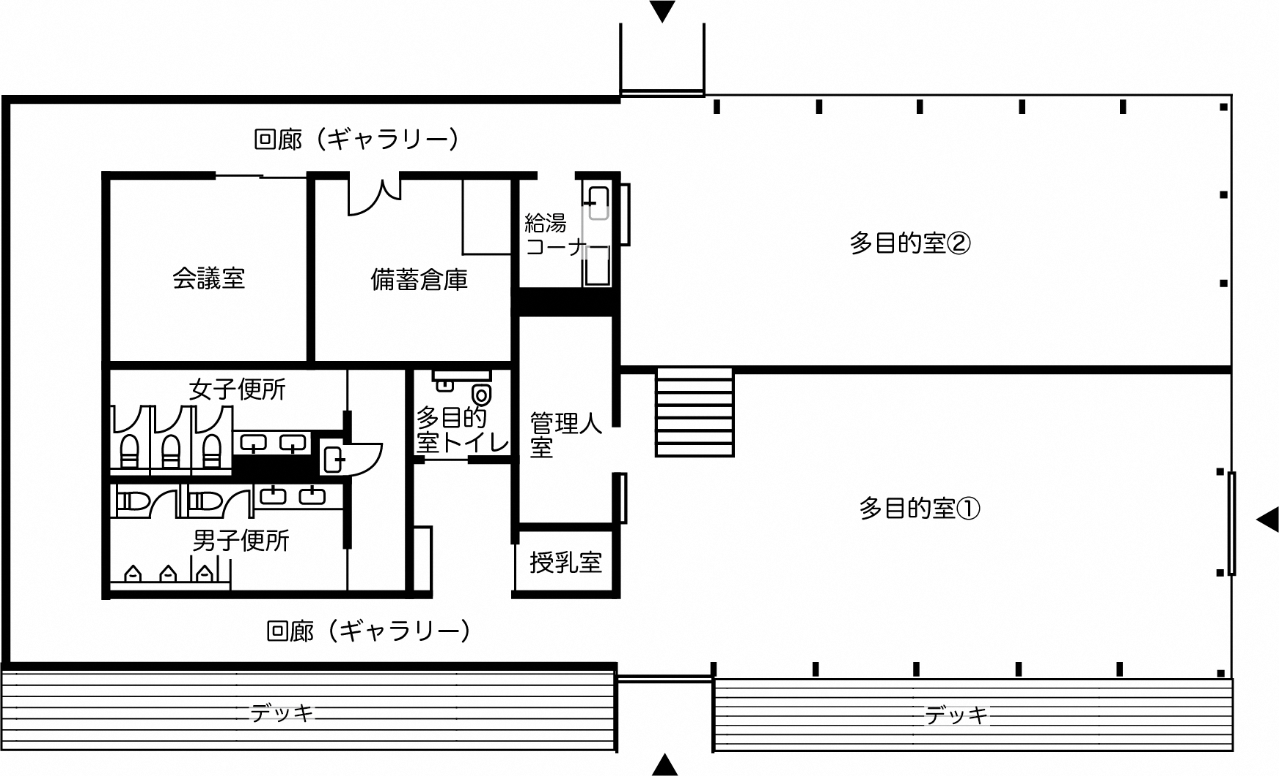 回廊（ギャラリー）
給湯
コーナー
多目的室②
会議室
備蓄倉庫
女子便所
多目的
室トイレ
管理人
室
多目的室①
男子便所
授乳室
回廊（ギャラリー）
デッキ
デッキ